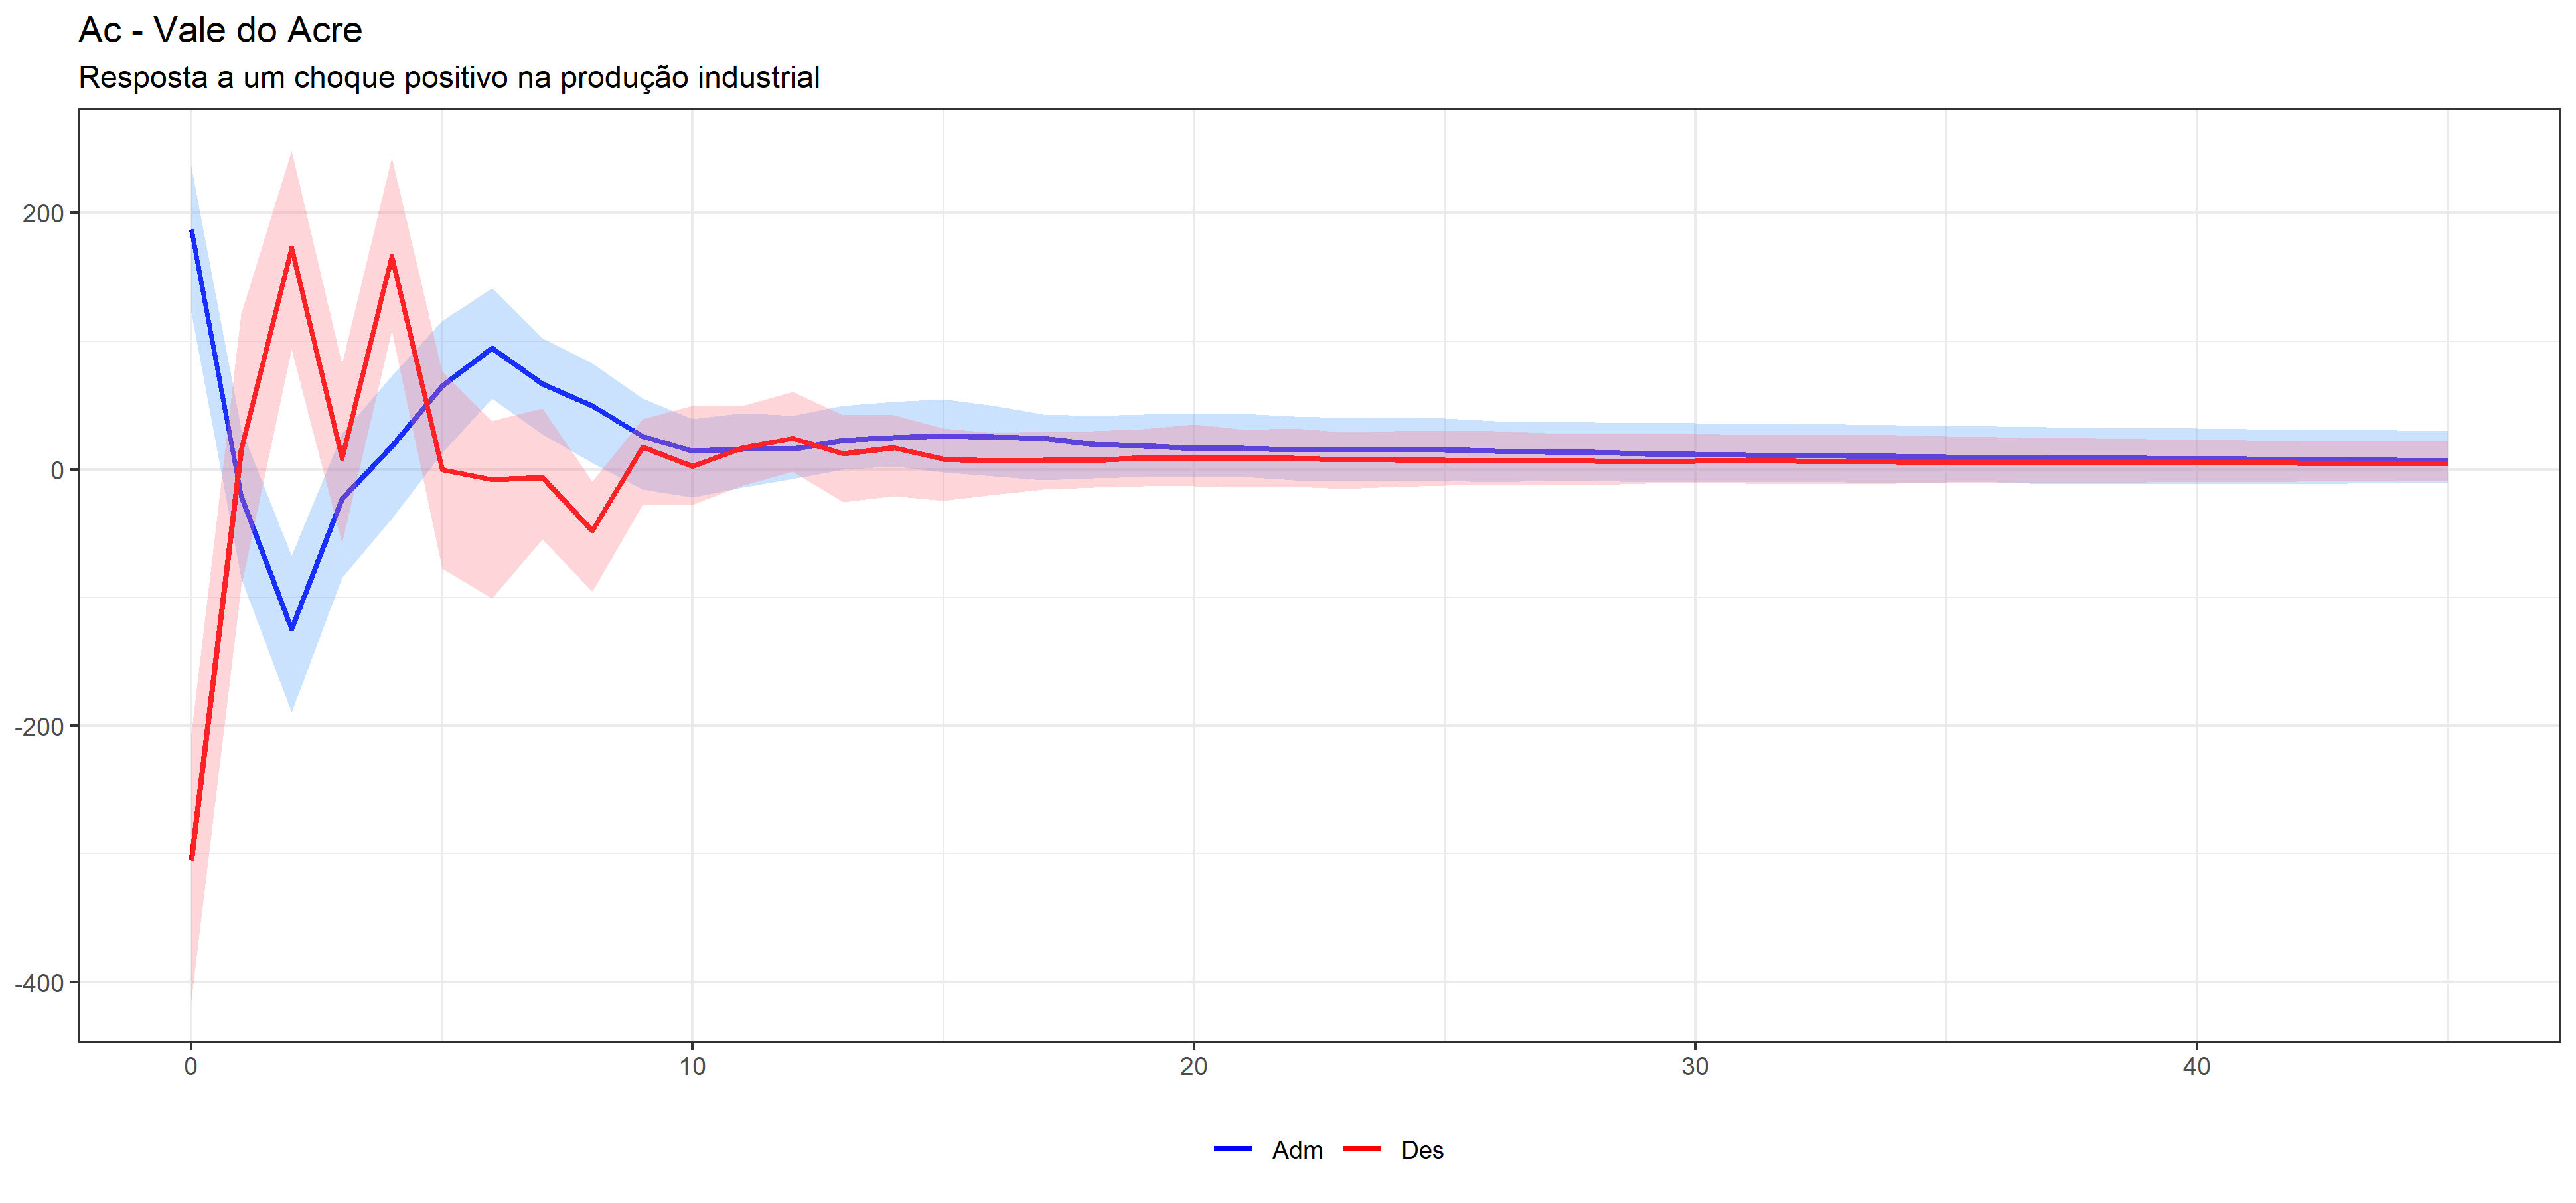 Ac - Vale do Acre
Resposta a um choque positivo na produção industrial
200
0
-200
-400
0 10 20 30 40
Adm Des